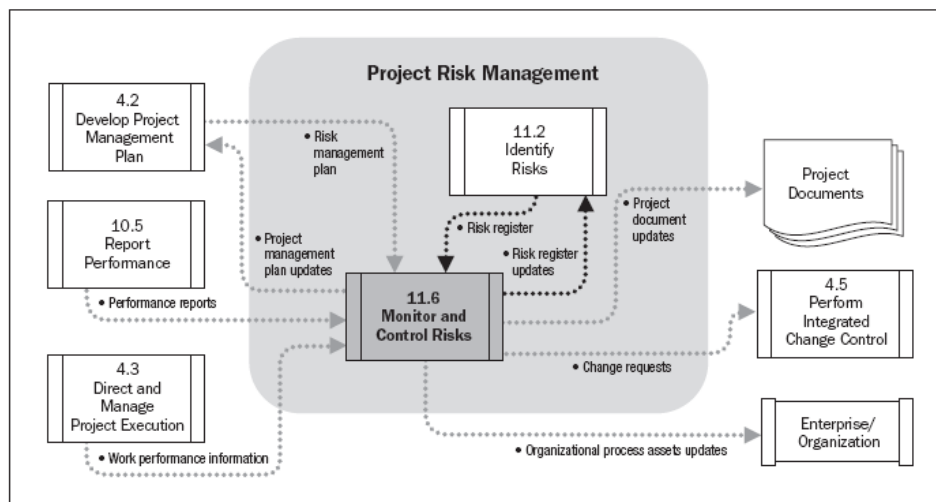 Project Risk Management
4.2
Develop Project
Management
Plan
• Risk
management
plan
11.2
Identify
Risks
Project
Documents
10.5
Report
Performance
• Risk register
• Project
document
updates
• Project
management
plan updates
• Risk register
updates
• Performance reports
11.6
Monitor and
Control Risks
4.5
Perform
Integrated
Change Control
4.3
Direct and
Manage
Project Execution
• Change requests
Enterprise/
Organization
• Work performance information
• Organizational process assets updates